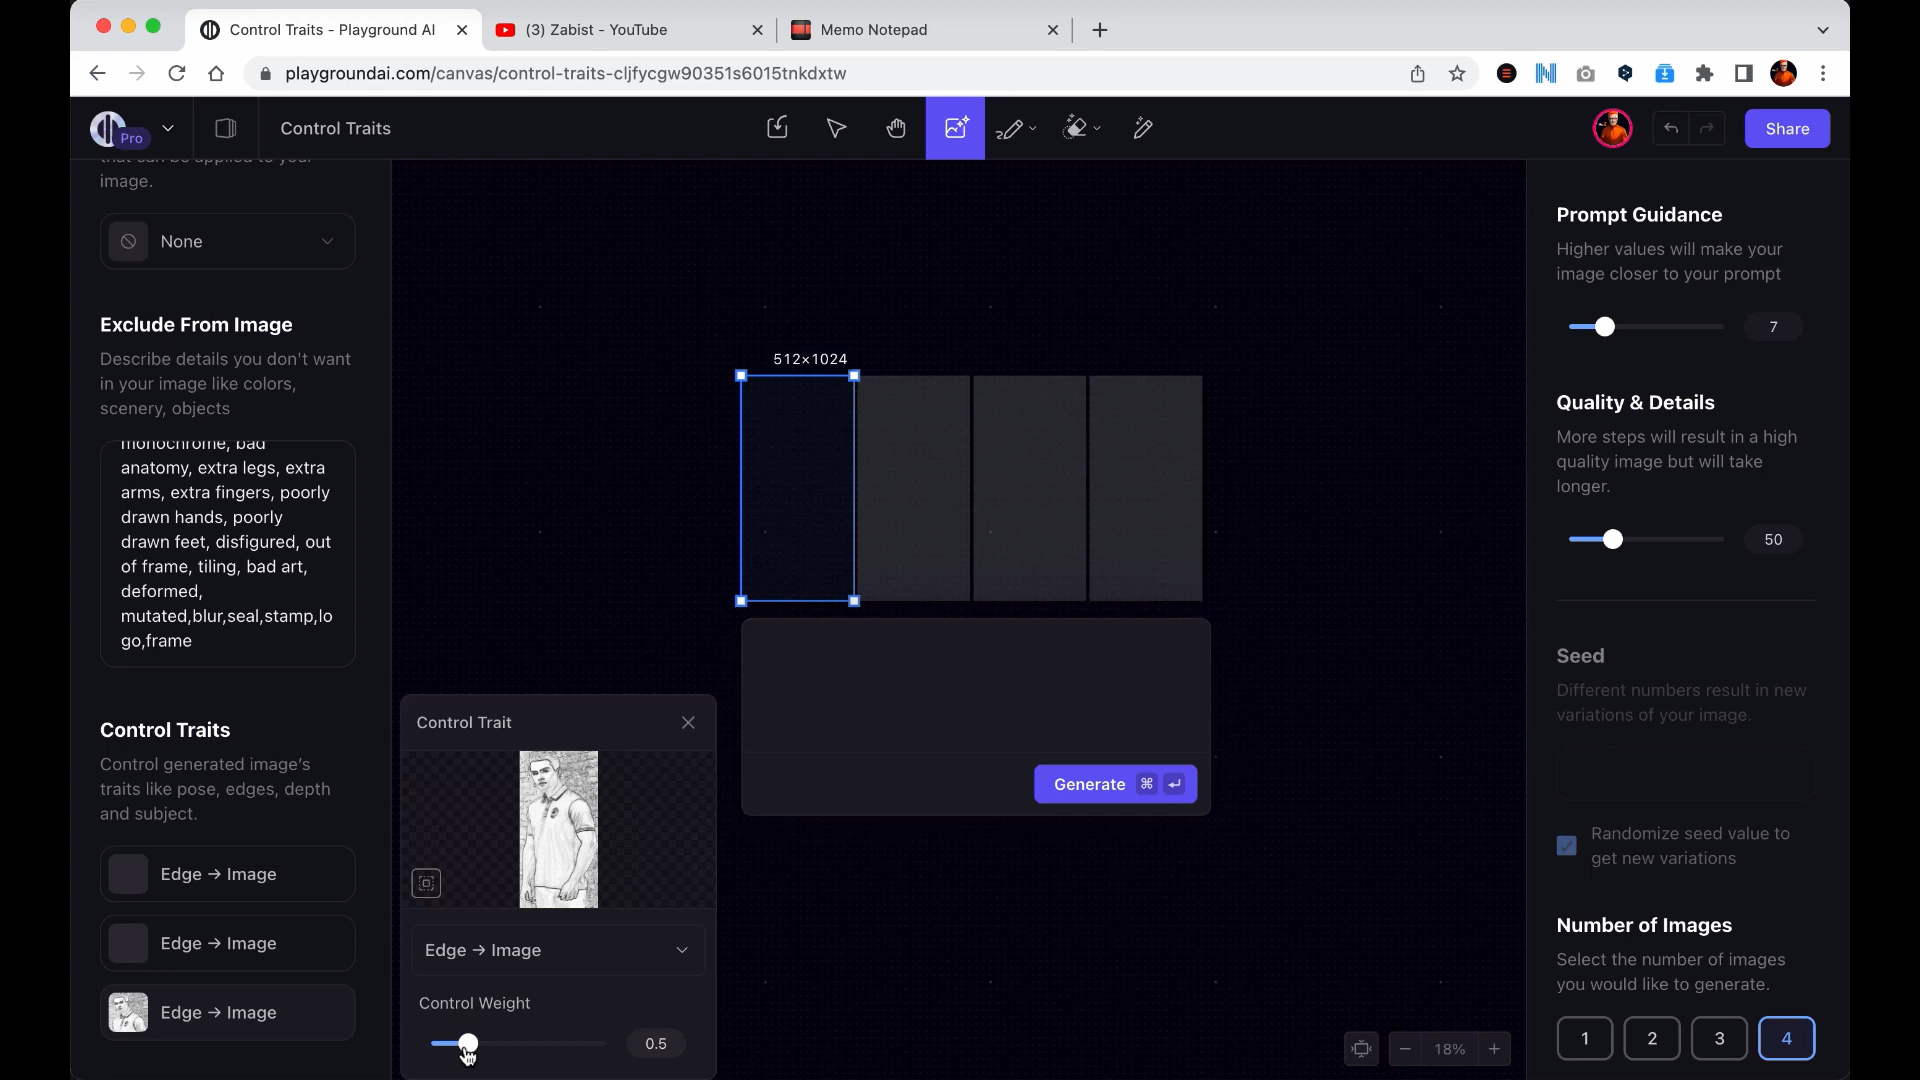 Control Traits - Playground AI
(3) Zabist - YouTube
Memo Notepad
playgroundai.com/canvas/control-traits-cljfycgw90351s6015tnkdxtw
Pro
Control Traits
Share
that can be applied to your
image.
None
Exclude From Image
Describe details you don't want
in your image like colors,
scenery, objects
monochrome, bad
anatomy, extra legs, extra
arms, extra fingers, poorly
drawn hands, poorly
drawn feet, disfigured, out
of frame, tiling, bad art,
deformed,
mutated,blur,seal,stamp,lo
go,frame
Control Traits
Control generated image's
traits like pose, edges, depth
and subject.
Edge → Image
Edge → Image
Edge → Image
Control Trait
Edge → Image
Control Weight
0.5
512×1024
Generate ⌘ ↵
18%
Prompt Guidance
Higher values will make your
image closer to your prompt
7
Quality & Details
More steps will result in a high
quality image but will take
longer.
50
Seed
Different numbers result in new
variations of your image.
Randomize seed value to
get new variations
Number of Images
Select the number of images
you would like to generate.
1 2 3 4